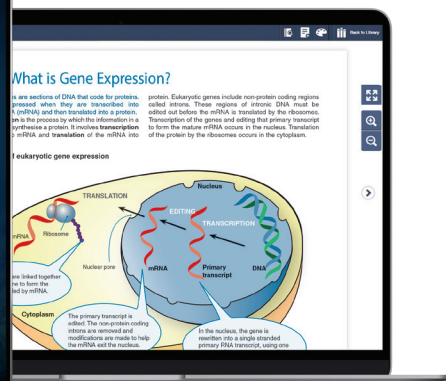 Back to Library
What is Gene Expression?
s are sections of DNA that code for proteins.
pressed when they are transcribed into
(mRNA) and then translated into a protein.
on is the process by which the information in a
synthesise a protein. It involves transcription
mRNA and translation of the mRNA into
protein. Eukaryotic genes include non-protein coding regions
called introns. These regions of intronic DNA must be
edited out before the mRNA is translated by the ribosomes.
Transcription of the genes and editing that primary transcript
to form the mature mRNA occurs in the nucleus. Translation
of the protein by the ribosomes occurs in the cytoplasm.
f eukaryotic gene expression
Nucleus
TRANSLATION
EDITING
TRANSCRIPTION
mRNA
Ribosome
Nuclear pore
mRNA
Primary
transcript
DNA
are linked together
ne to form the
led by mRNA.
Cytoplasm
The primary transcript is
edited. The non-protein coding
introns are removed and
modifications are made to help
the mRNA exit the nucleus.
In the nucleus, the gene is
rewritten into a single stranded
primary RNA transcript, using one